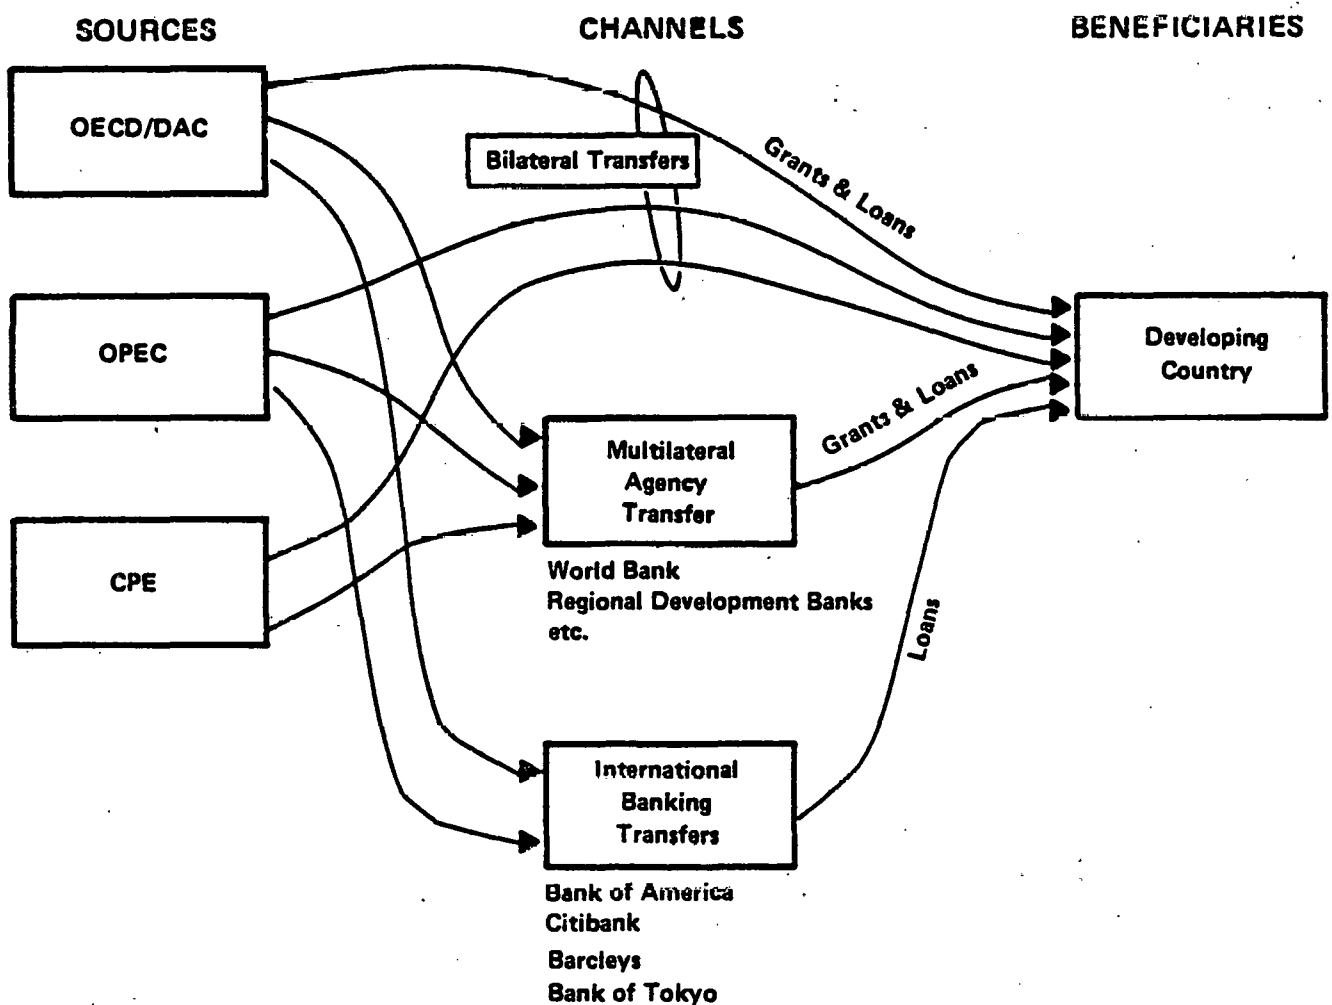 SOURCES
CHANNELS
BENEFICIARIES
OECD/DAC
Bilateral Transfers
Grants & Loans
OPEC
Developing
Country
Grants & Loans
Multilateral
Agency
Transfer
CPE
World Bank
Regional Development Banks
etc.
Loans
International
Banking
Transfers
Bank of America
Citibank
Barcleys
Bank of Tokyo